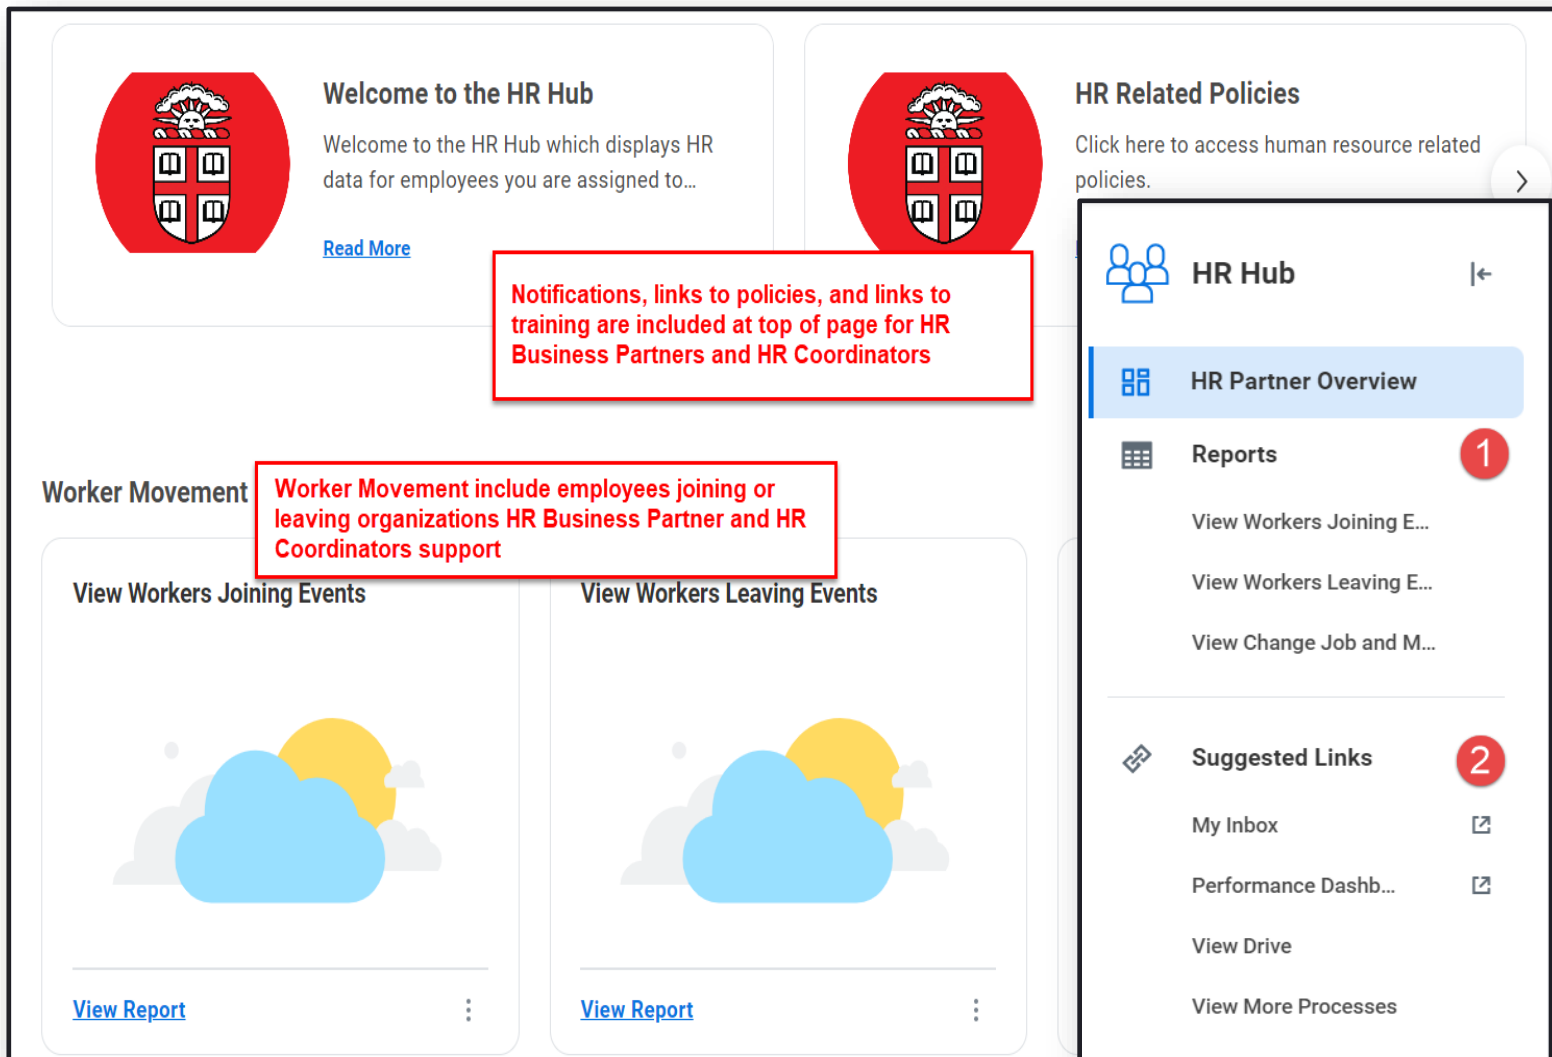 Welcome to the HR Hub
Welcome to the HR Hub which displays HR
data for employees you are assigned to...
Read More
HR Related Policies
Click here to access human resource related
policies.
Notifications, links to policies, and links to
training are included at top of page for HR
Business Partners and HR Coordinators
Worker Movement
Worker Movement include employees joining or
leaving organizations HR Business Partner and HR
Coordinators support
View Workers Joining Events
View Report
View Workers Leaving Events
View Report
HR Hub
HR Partner Overview
Reports
1
View Workers Joining E...
View Workers Leaving E...
View Change Job and M...
Suggested Links
2
My Inbox
Performance Dashb...
View Drive
View More Processes